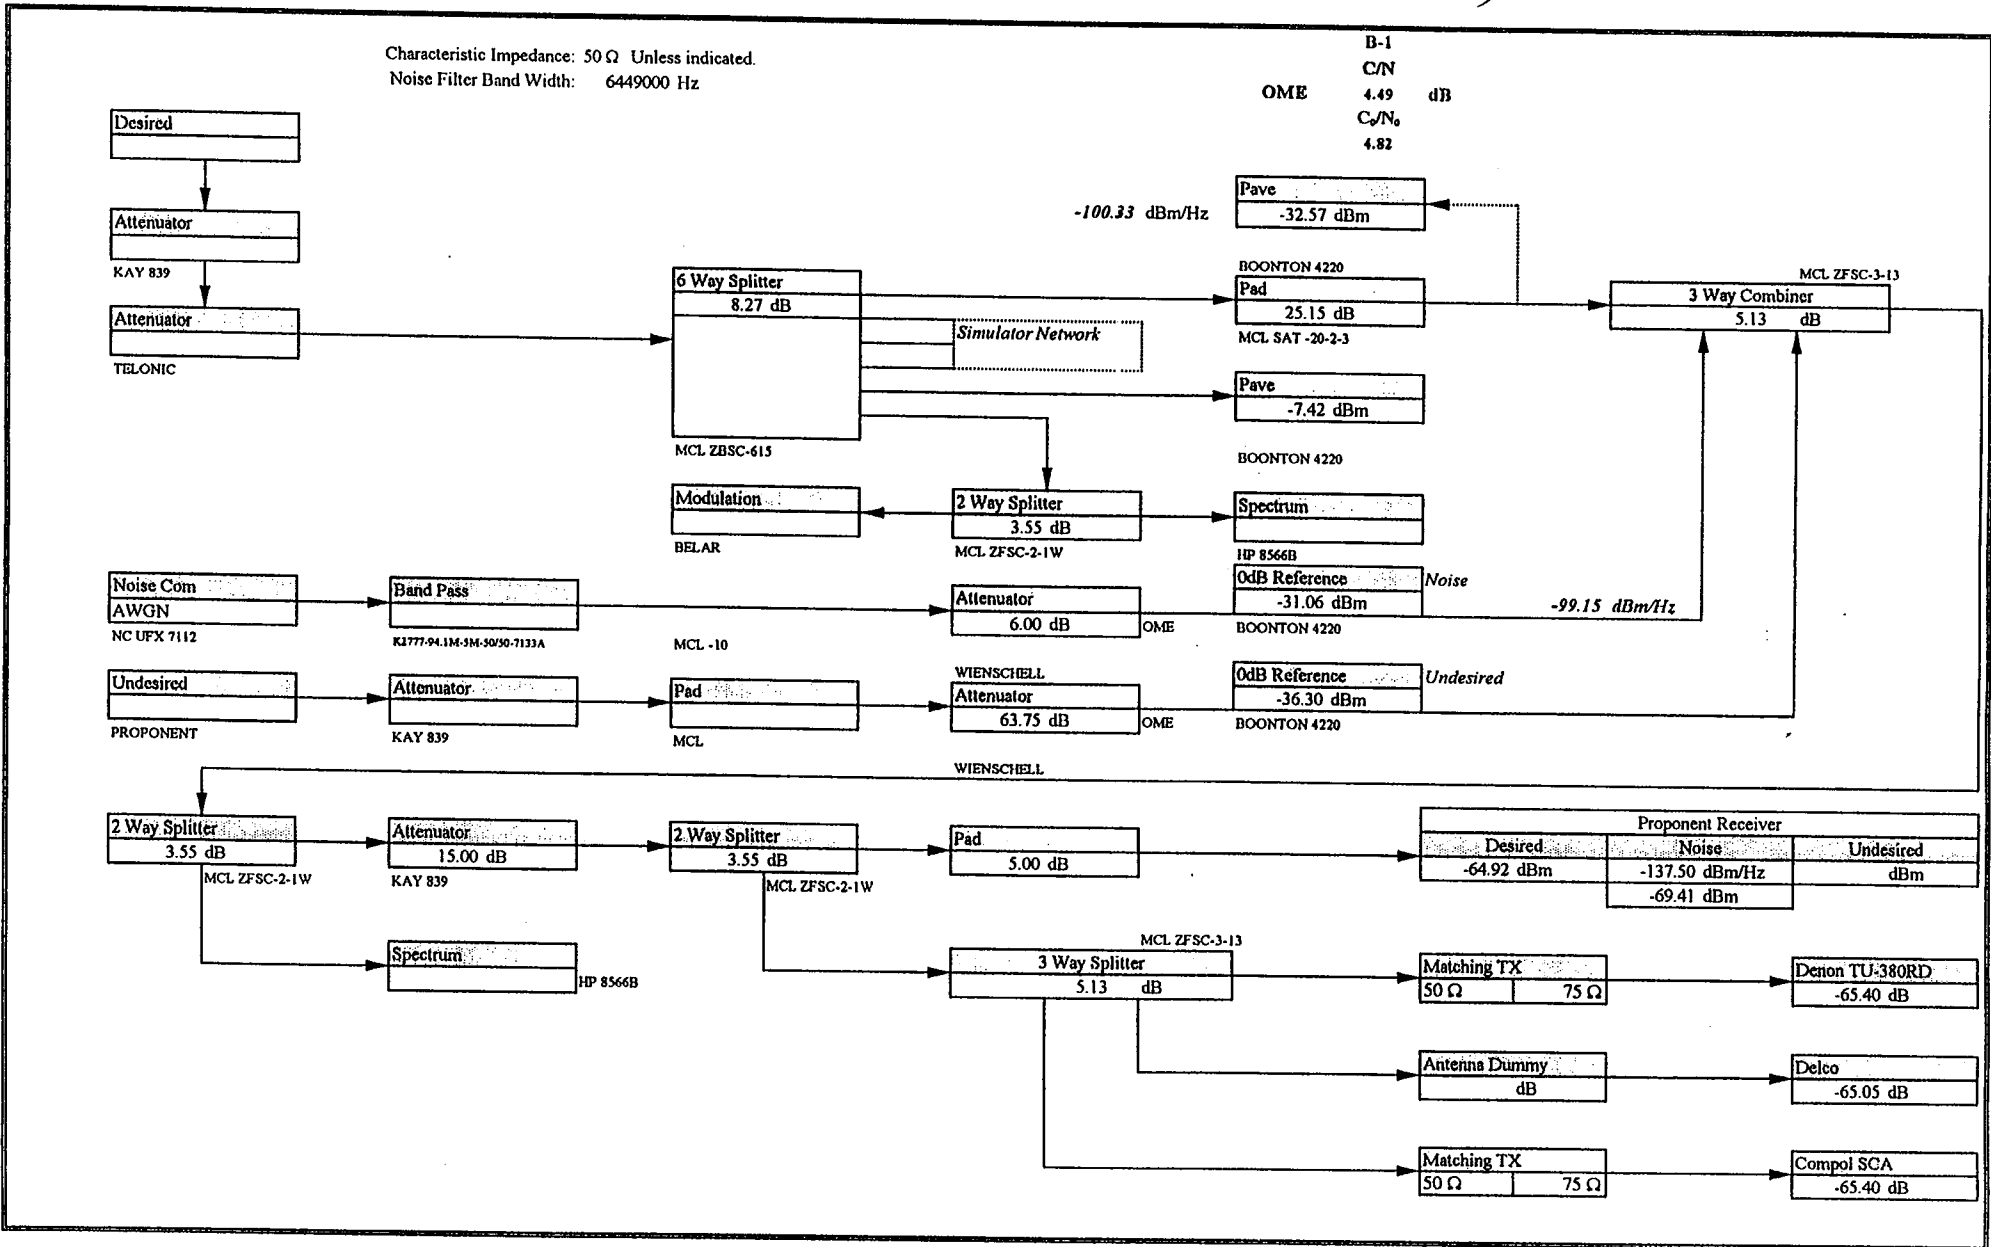 Characteristic Impedance: 50 Ω Unless indicated.
Noise Filter Band Width: 6449000 Hz
B-1
C/N
OME 4.49 dB
C₀/N₀
4.82
Desired
Attenuator
KAY 839
Attenuator
TELONIC
6 Way Splitter
8.27 dB
MCL ZBSC-615
Simulator Network
-100.33 dBm/Hz
Pave
-32.57 dBm
BOONTON 4220
Pad
25.15 dB
MCL SAT -20-2-3
MCL ZFSC-3-13
3 Way Combiner
5.13 dB
Pave
-7.42 dBm
BOONTON 4220
Modulation
BELAR
2 Way Splitter
3.55 dB
MCL ZFSC-2-1W
Spectrum
HP 8566B
Noise Com
AWGN
NC UFX 7112
Band Pass
K2777-94.1M-5M-50/50-7133A
MCL -10
Attenuator
6.00 dB
OME
WIENSCHELL
0dB Reference
-31.06 dBm
BOONTON 4220
Noise
-99.15 dBm/Hz
Undesired
PROPONENT
Attenuator
KAY 839
Pad
MCL
Attenuator
63.75 dB
OME
WIENSCHELL
0dB Reference
-36.30 dBm
BOONTON 4220
Undesired
2 Way Splitter
3.55 dB
MCL ZFSC-2-1W
Attenuator
15.00 dB
KAY 839
2 Way Splitter
3.55 dB
MCL ZFSC-2-1W
Pad
5.00 dB
Proponent Receiver
Desired Noise Undesired
-64.92 dBm -137.50 dBm/Hz dBm
-69.41 dBm
Spectrum
HP 8566B
MCL ZFSC-3-13
3 Way Splitter
5.13 dB
Matching TX
50 Ω 75 Ω
Denon TU-380RD
-65.40 dB
Antenna Dummy
dB
Delco
-65.05 dB
Matching TX
50 Ω 75 Ω
Compol SCA
-65.40 dB